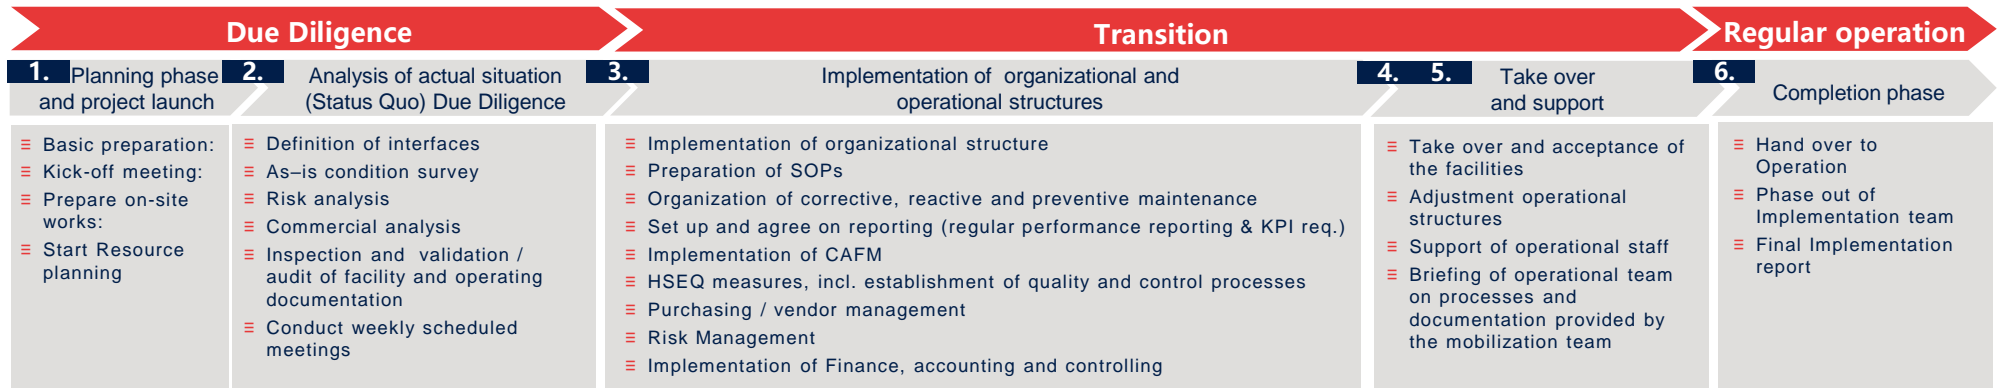 Due Diligence
Transition
Regular operation
1. Planning phase
and project launch
2. Analysis of actual situation
(Status Quo) Due Diligence
3. Implementation of organizational and
operational structures
4. 5. Take over
and support
6.
Completion phase
Basic preparation:
Kick-off meeting:
Prepare on-site
works:
Start Resource
planning
Definition of interfaces
As–is condition survey
Risk analysis
Commercial analysis
Inspection and validation /
audit of facility and operating
documentation
Conduct weekly scheduled
meetings
Implementation of organizational structure
Preparation of SOPs
Organization of corrective, reactive and preventive maintenance
Set up and agree on reporting (regular performance reporting & KPI req.)
Implementation of CAFM
HSEQ measures, incl. establishment of quality and control processes
Purchasing / vendor management
Risk Management
Implementation of Finance, accounting and controlling
Take over and acceptance of
the facilities
Adjustment operational
structures
Support of operational staff
Briefing of operational team
on processes and
documentation provided by
the mobilization team
Hand over to
Operation
Phase out of
Implementation team
Final Implementation
report